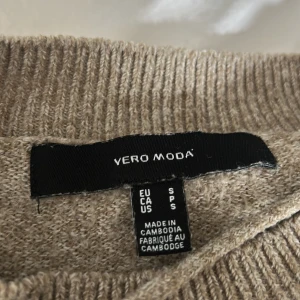 VERO MODA
EU S
CA P
US S
MADE IN
CAMBODIA
FABRIQUÉ AU
CAMBODGE